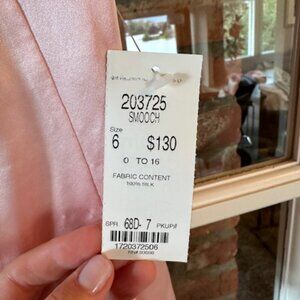 203725
SMOOCH
Size
6 $130
0 TO 16
FABRIC CONTENT
100% SILK
SPR 68D- 7 PKUP#
1720372506